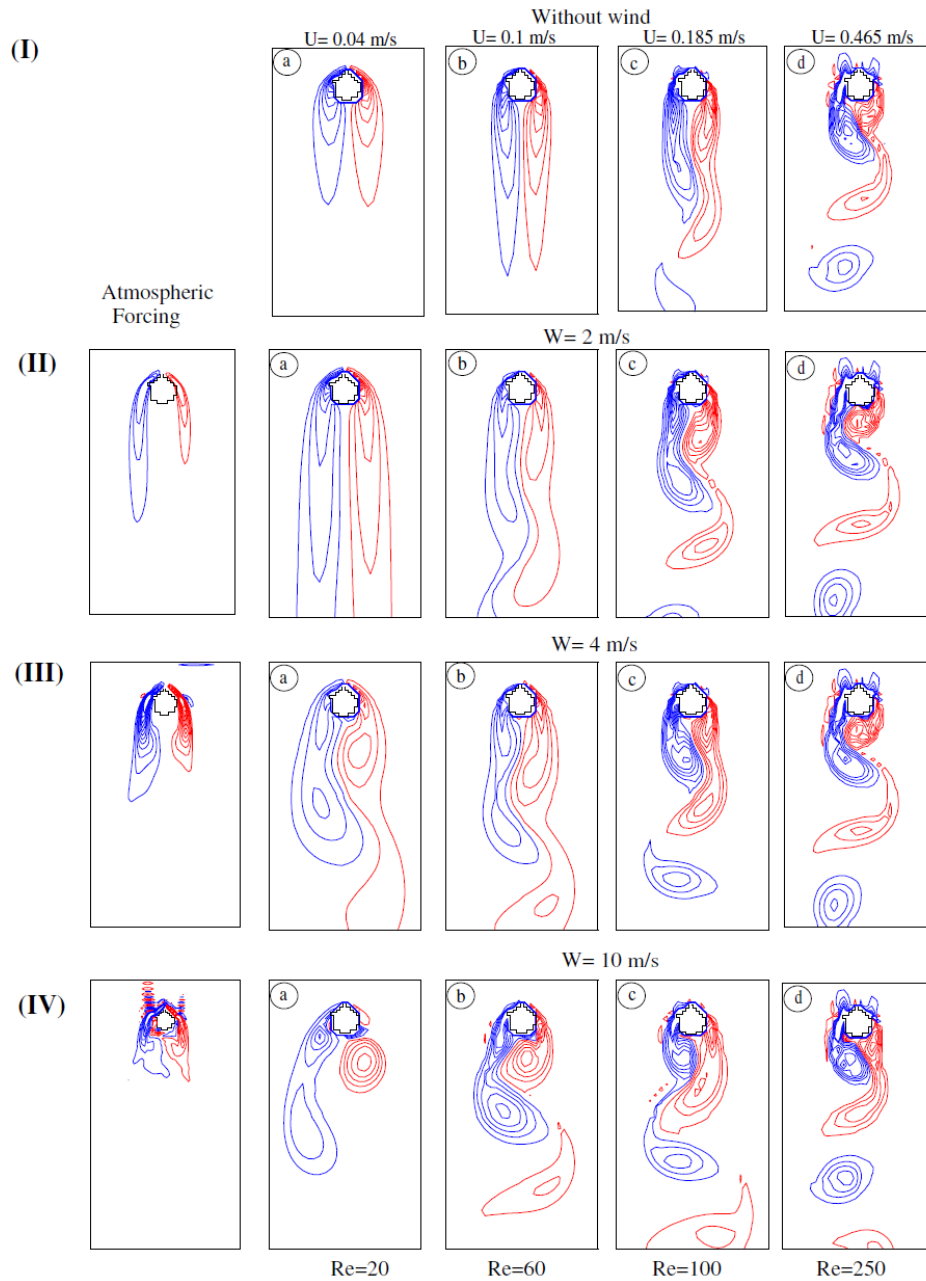 Without wind
(I)
U= 0.04 m/s U= 0.1 m/s U= 0.185 m/s U= 0.465 m/s
a b c d
Atmospheric
Forcing
W= 2 m/s
(II)
a b c d
W= 4 m/s
(III)
a b c d
W= 10 m/s
(IV)
a b c d
Re=20 Re=60 Re=100 Re=250